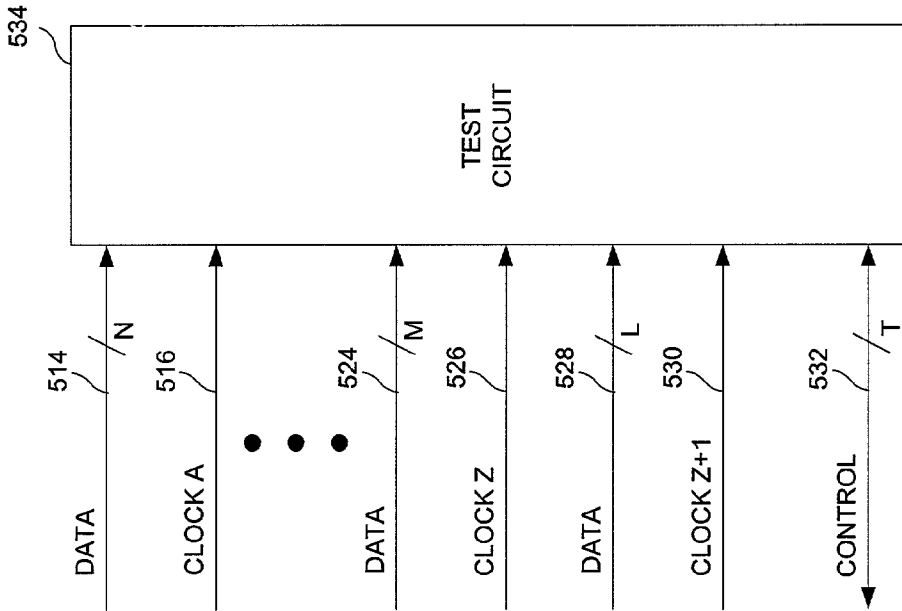 534
TEST
CIRCUIT
DATA
514
N
CLOCK A
516
DATA
524
M
CLOCK Z
526
DATA
528
L
CLOCK Z+1
530
CONTROL
532
T